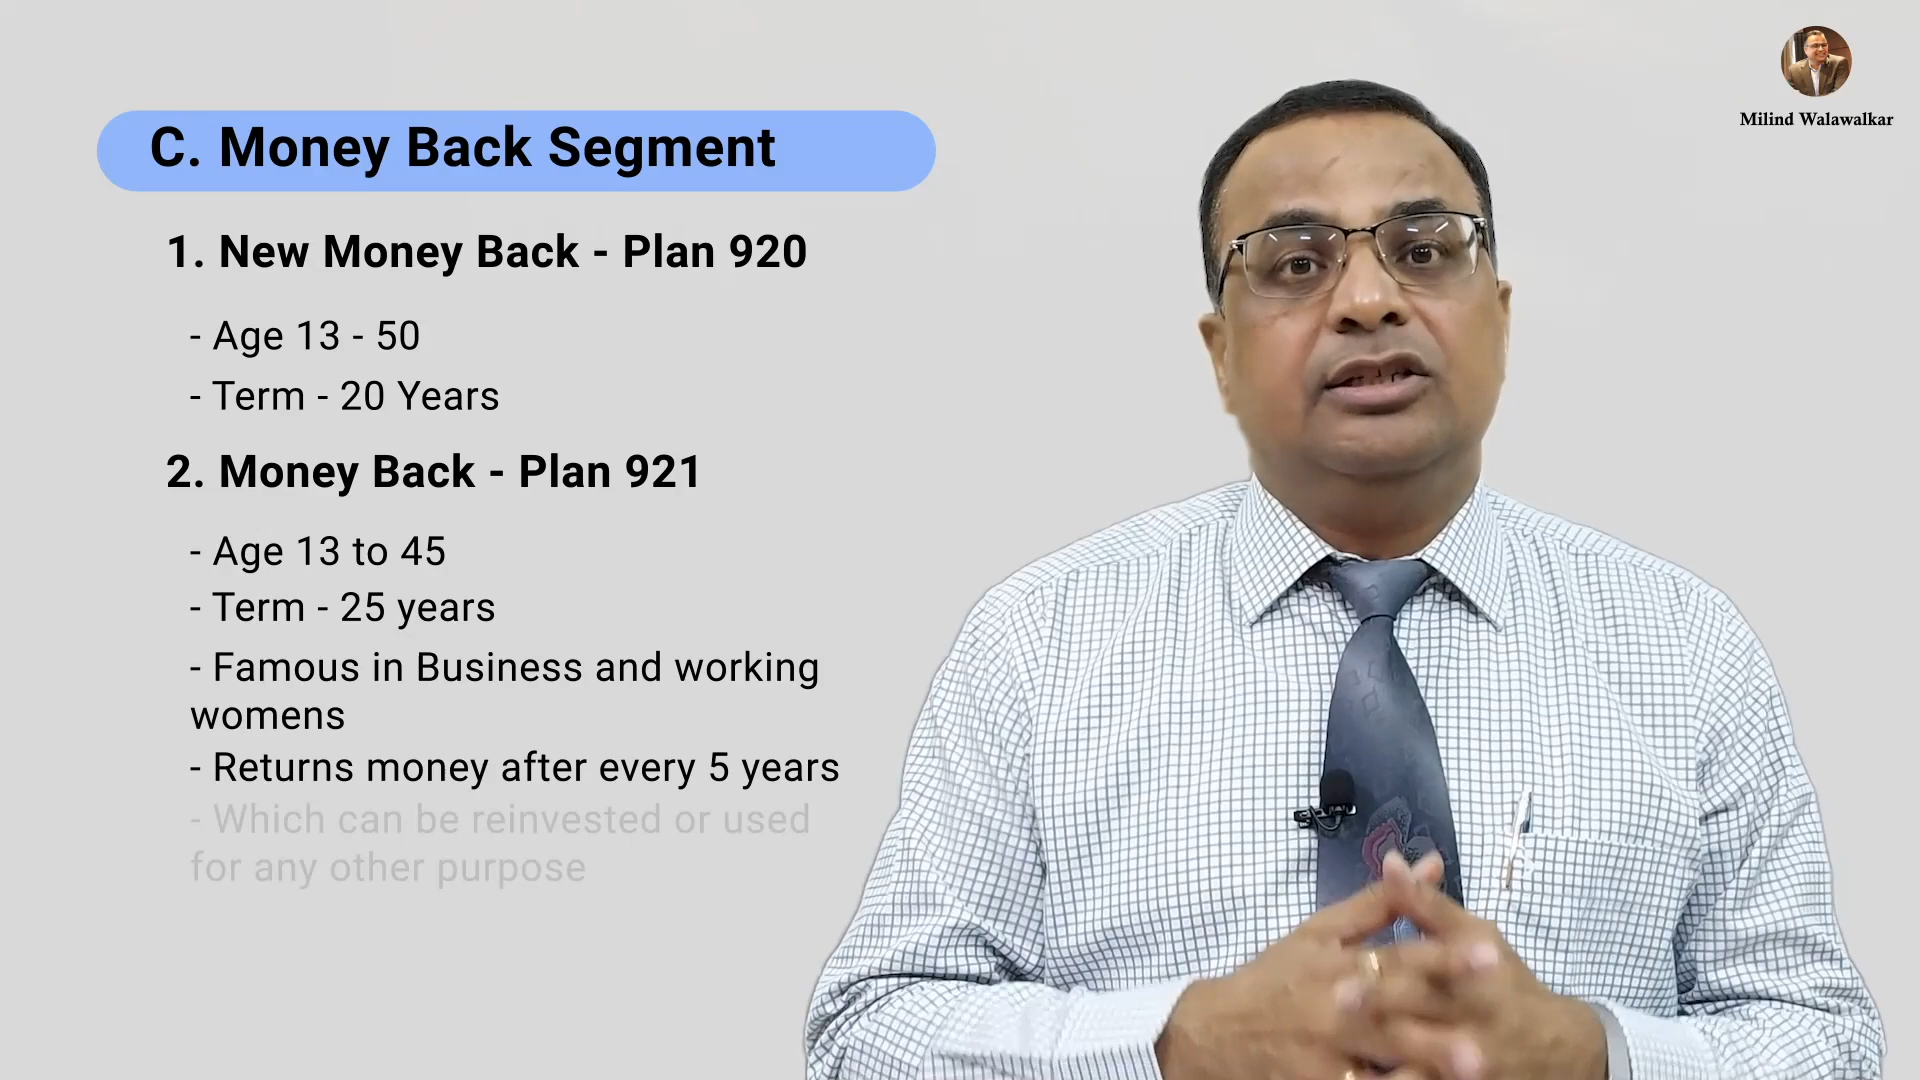 Milind Walawalkar
C. Money Back Segment
1. New Money Back - Plan 920
- Age 13 - 50
- Term - 20 Years
2. Money Back - Plan 921
- Age 13 to 45
- Term - 25 years
- Famous in Business and working
womens
- Returns money after every 5 years
- Which can be reinvested or used
for any other purpose